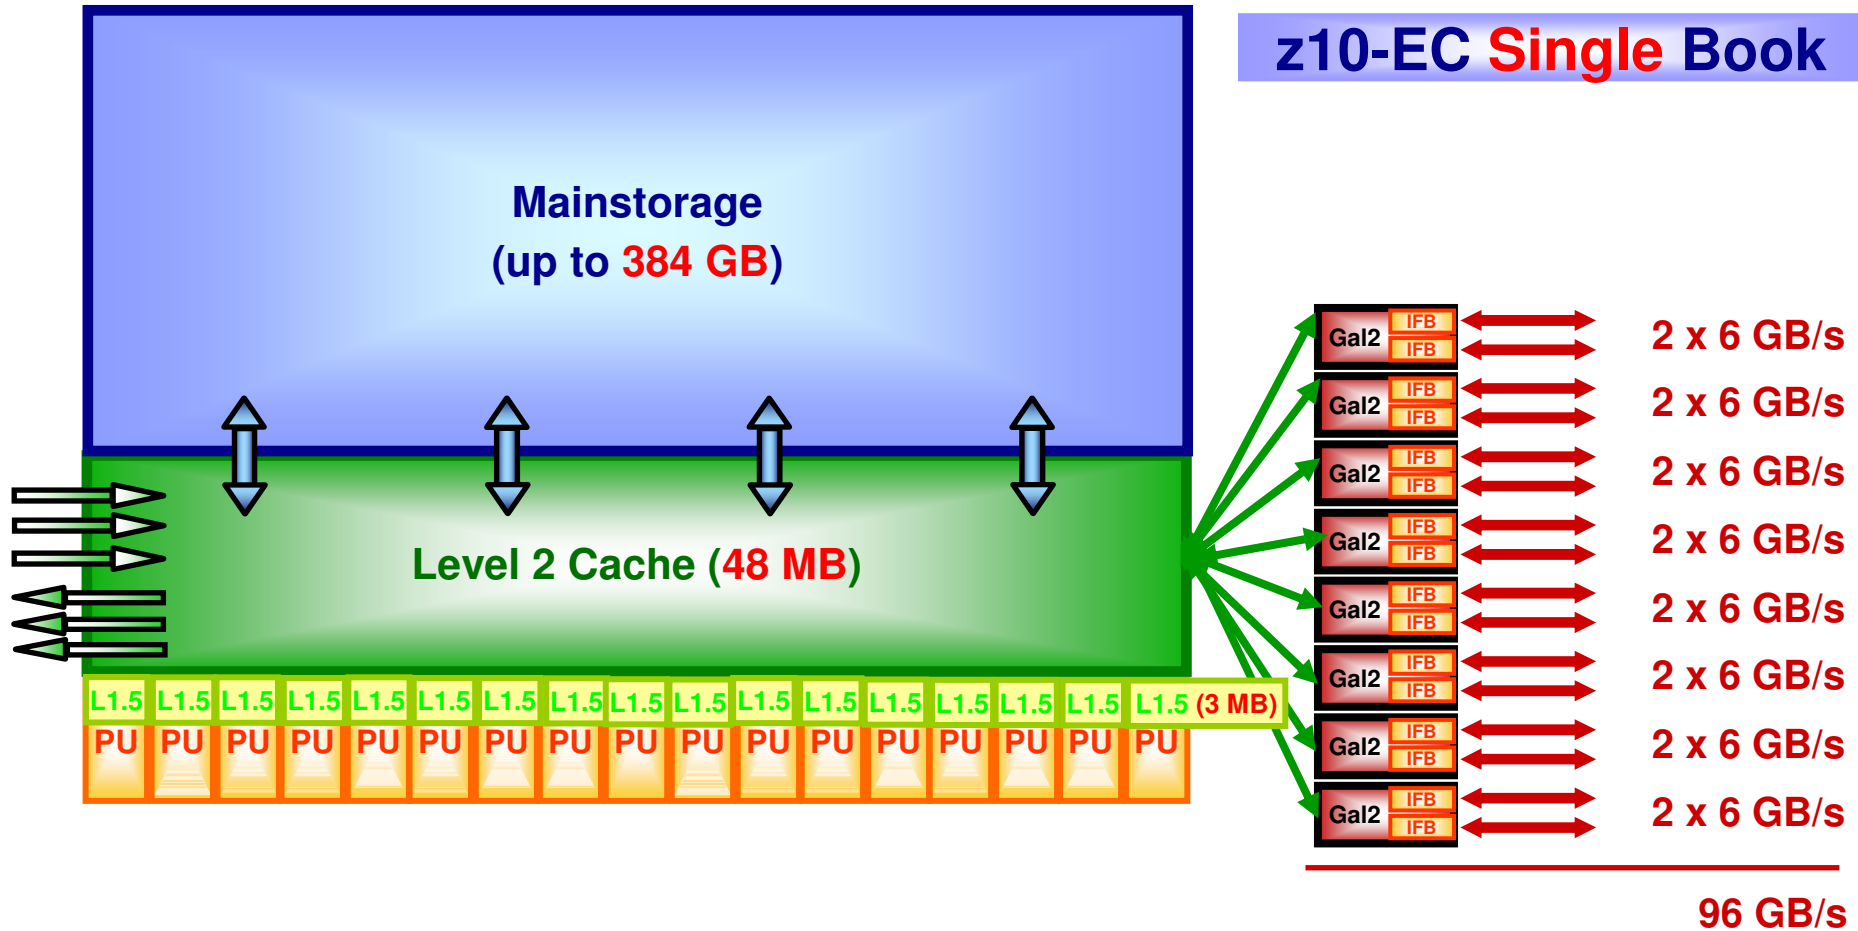 z10-EC Single Book
Mainstorage
(up to 384 GB)
Level 2 Cache (48 MB)
L1.5 L1.5 L1.5 L1.5 L1.5 L1.5 L1.5 L1.5 L1.5 L1.5 L1.5 L1.5 L1.5 L1.5 L1.5 L1.5 L1.5 (3 MB)
PU PU PU PU PU PU PU PU PU PU PU PU PU PU PU PU PU
IFB
Gal2 2 x 6 GB/s
IFB
IFB
Gal2 2 x 6 GB/s
IFB
IFB
Gal2 2 x 6 GB/s
IFB
IFB
Gal2 2 x 6 GB/s
IFB
IFB
Gal2 2 x 6 GB/s
IFB
IFB
Gal2 2 x 6 GB/s
IFB
IFB
Gal2 2 x 6 GB/s
IFB
IFB
Gal2 2 x 6 GB/s
IFB
96 GB/s